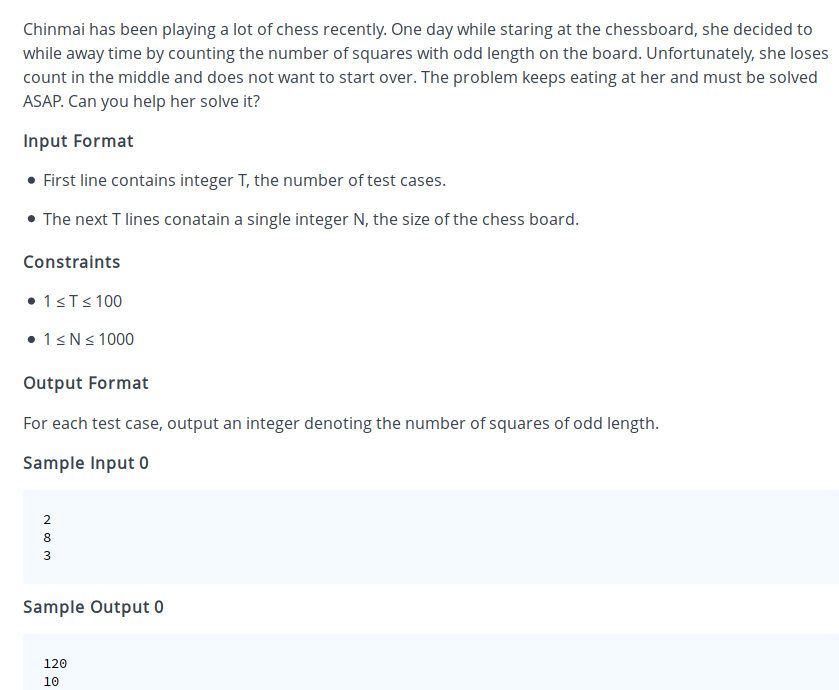 Chinmai has been playing a lot of chess recently. One day while staring at the chessboard, she decided to
while away time by counting the number of squares with odd length on the board. Unfortunately, she loses
count in the middle and does not want to start over. The problem keeps eating at her and must be solved
ASAP. Can you help her solve it?
Input Format
• First line contains integer T, the number of test cases.
• The next T lines conatain a single integer N, the size of the chess board.
Constraints
• 1 ≤ T ≤ 100
• 1 ≤ N ≤ 1000
Output Format
For each test case, output an integer denoting the number of squares of odd length.
Sample Input 0
2
8
3
Sample Output 0
120
10